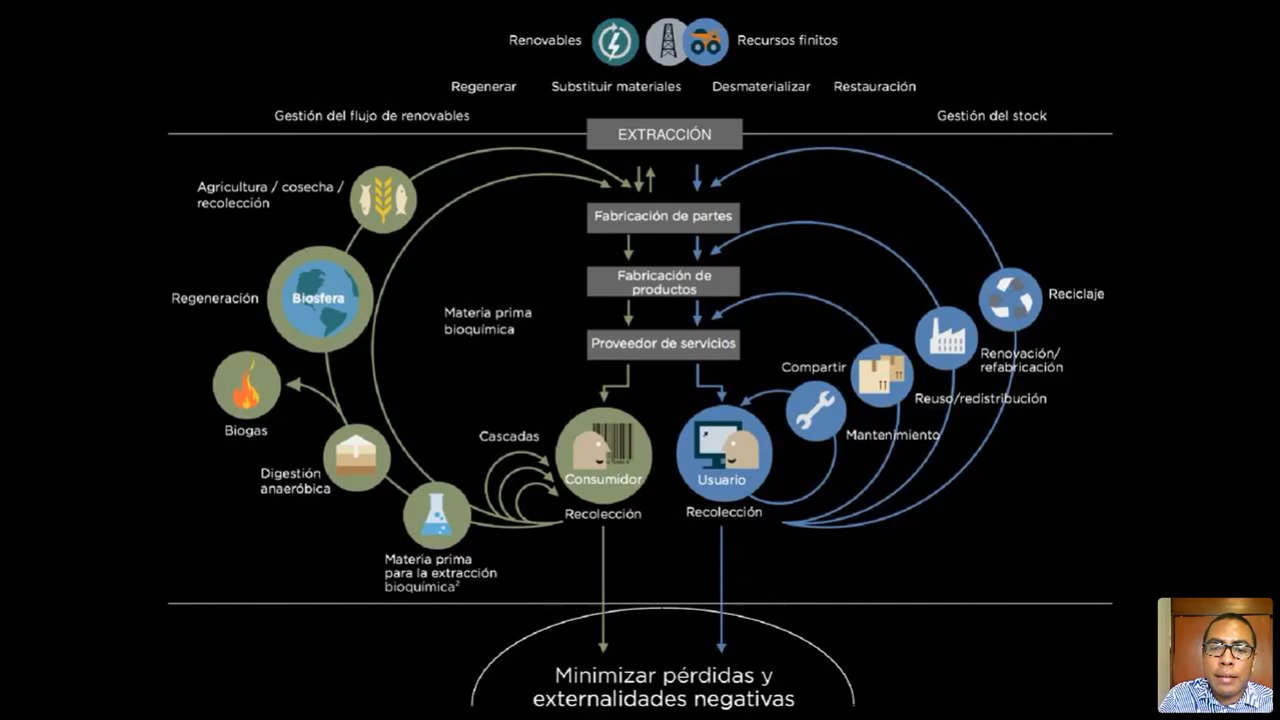 Renovables
Recursos finitos
Regenerar
Substituir materiales
Desmaterializar
Restauración
Gestión del flujo de renovables
Gestión del stock
EXTRACCIÓN
Agricultura / cosecha /
recolección
Fabricación de partes
Fabricación de
productos
Regeneración
Biosfera
Reciclaje
Materia prima
bioquímica
Proveedor de servicios
Renovación/
refabricación
Compartir
Reuso/redistribución
Biogas
Cascadas
Mantenimiento
Digestión
anaeróbica
Consumidor
Usuario
Recolección
Recolección
Materia prima
para la extracción
bioquímica²
Minimizar pérdidas y
externalidades negativas